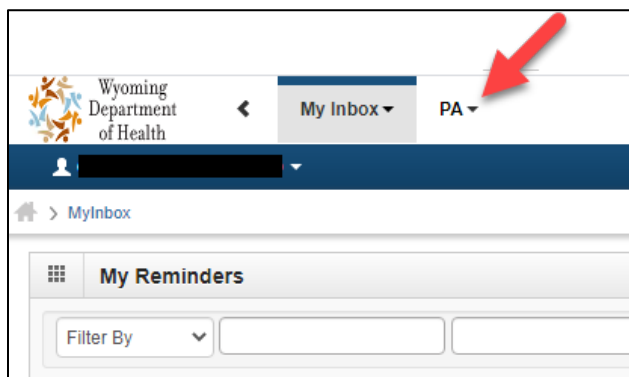 Wyoming
Department
of Health
My Inbox
PA
MyInbox
My Reminders
Filter By